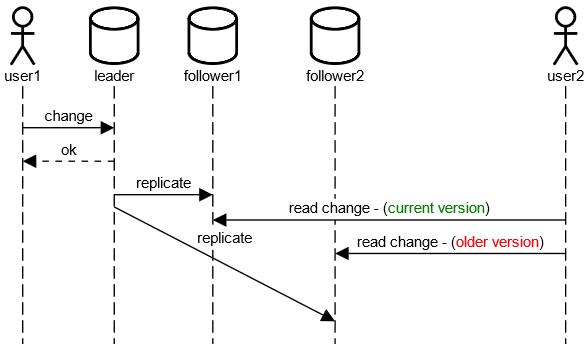 user1
leader
follower1
follower2
user2
change
ok
replicate
read change - (current version)
replicate
read change - (older version)